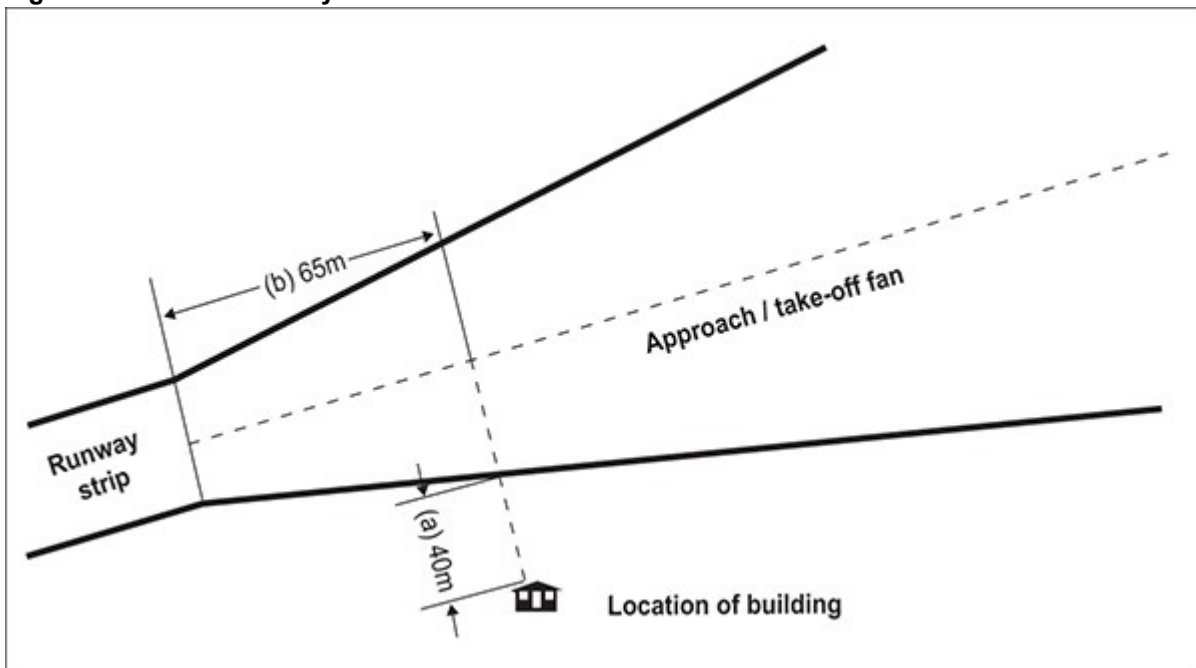 (b) 65m
Approach / take-off fan
Runway
strip
(a) 40m
Location of building